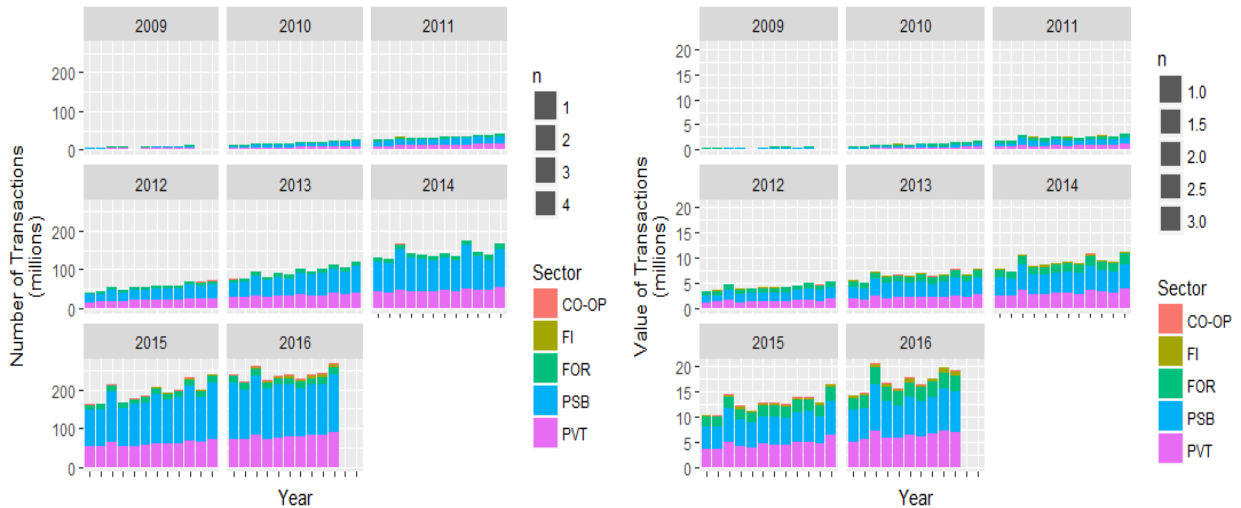 Number of Transactions
(millions)
2009
2010
2011
200
100
0
2012
2013
2014
200
100
0
2015
2016
200
100
0
Year
n
1
2
3
4
Sector
CO-OP
FI
FOR
PSB
PVT
Value of Transactions
(millions)
2009
2010
2011
20
15
10
5
0
2012
2013
2014
20
15
10
5
0
2015
2016
20
15
10
5
0
Year
n
1.0
1.5
2.0
2.5
3.0
Sector
CO-OP
FI
FOR
PSB
PVT